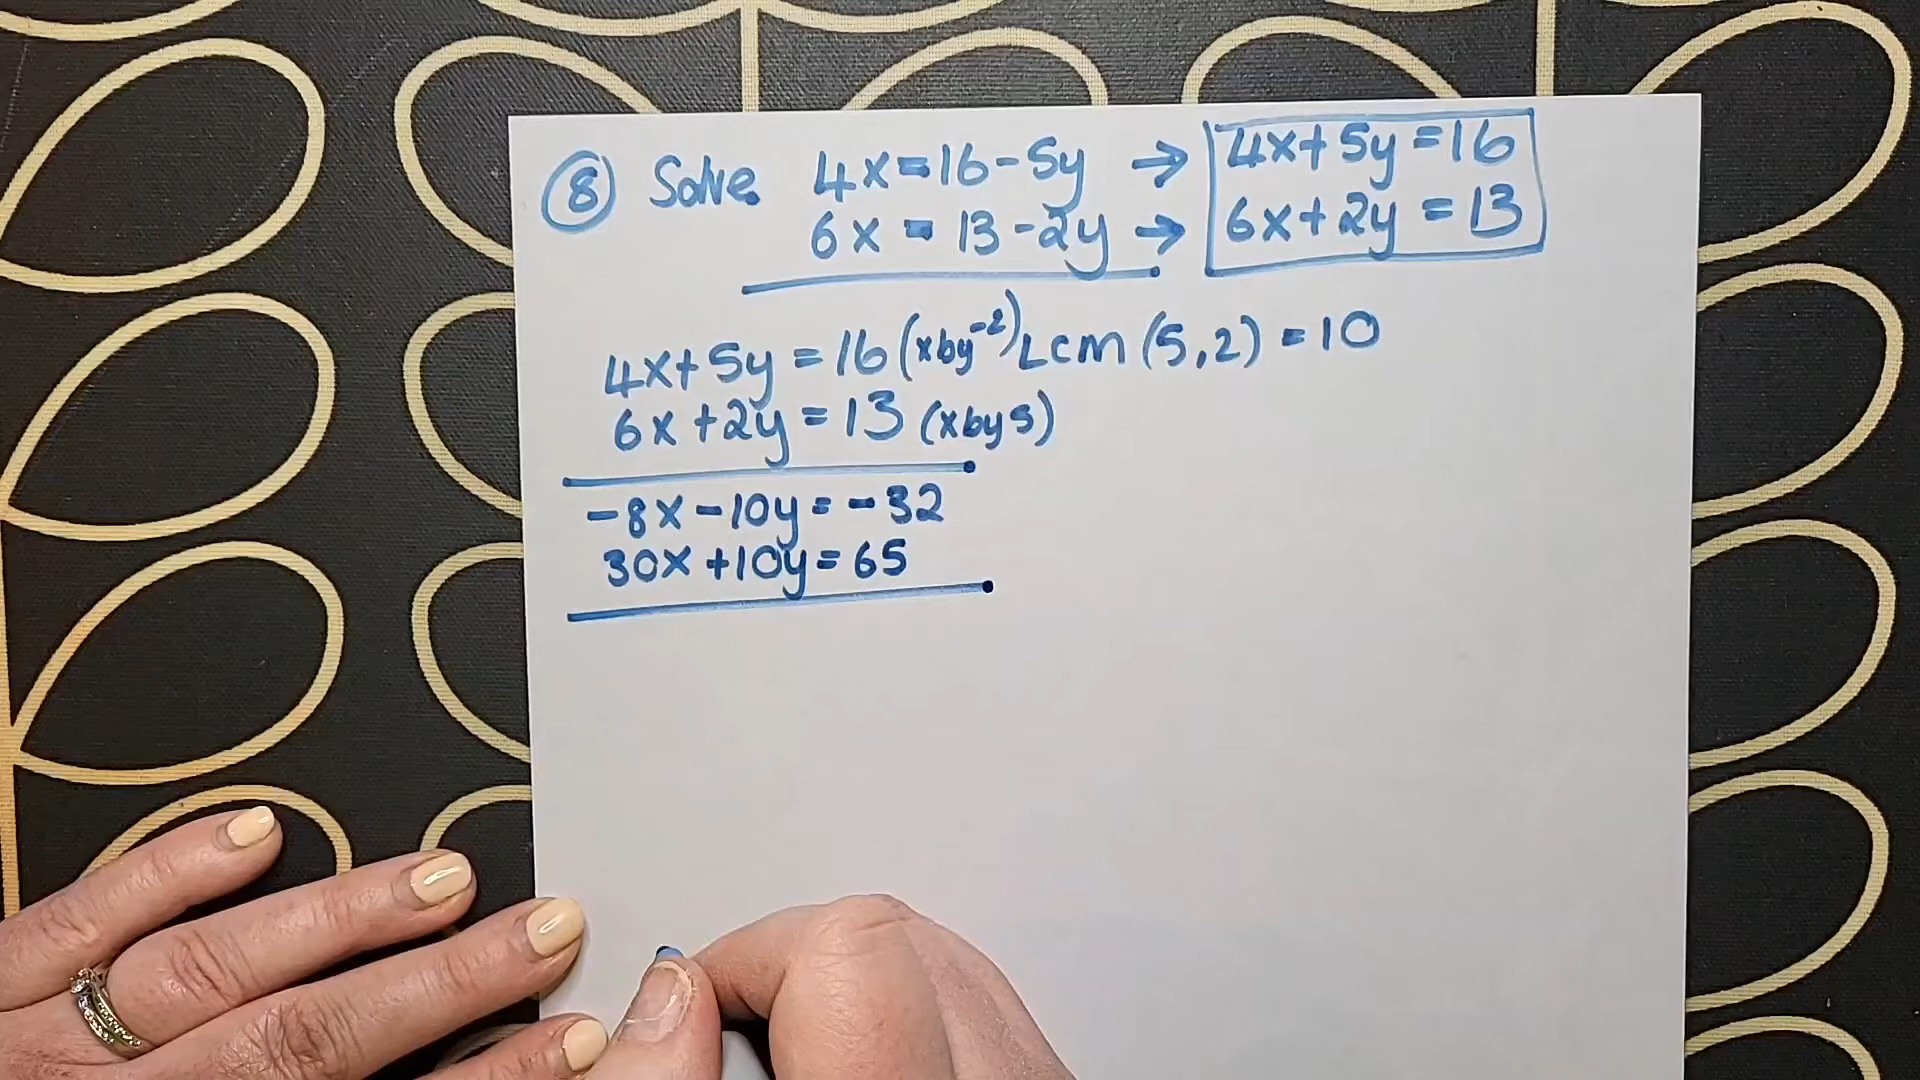 ⑧ Solve 4x=16-5y → 4x+5y=16
6x = 13-2y → 6x+2y=13
4x+5y=16 (x by -2) Lcm (5,2) = 10
6x+2y=13 (x by 5)
-8x-10y=-32
30x+10y=65